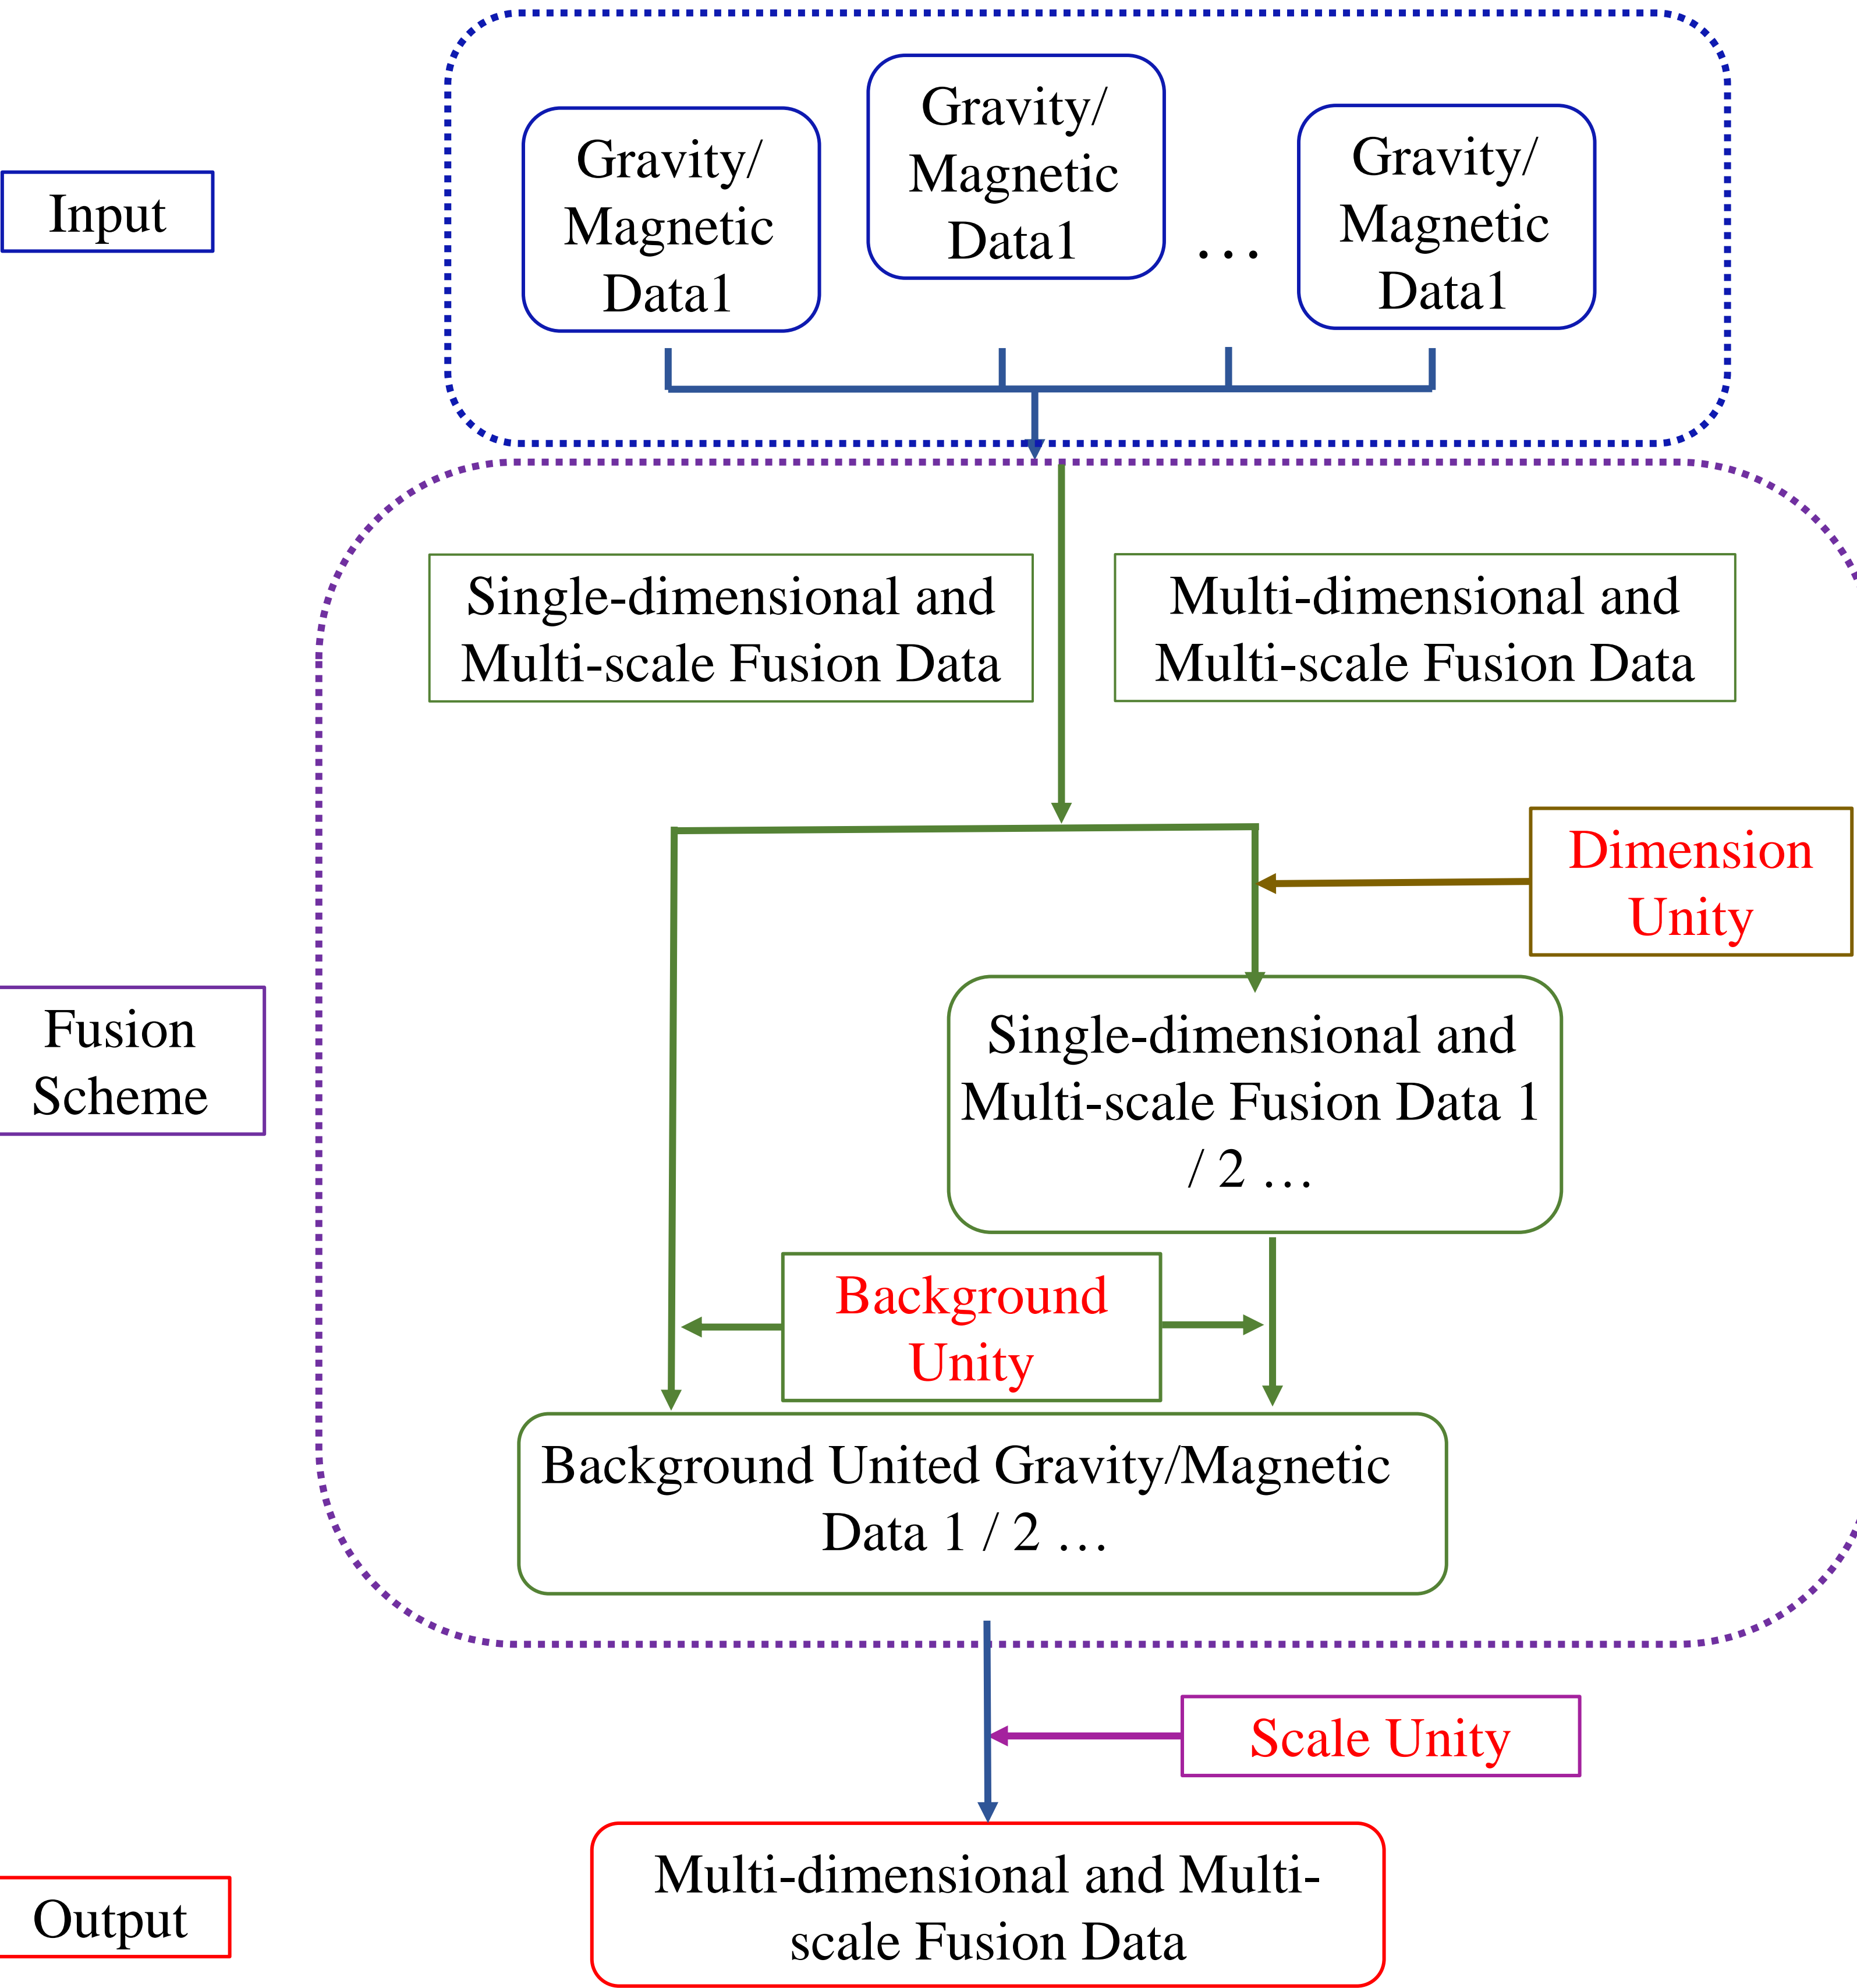 Input
Gravity/
Magnetic
Data1
Gravity/
Magnetic
Data1
…
Gravity/
Magnetic
Data1
Single-dimensional and
Multi-scale Fusion Data
Multi-dimensional and
Multi-scale Fusion Data
Dimension
Unity
Fusion
Scheme
Single-dimensional and
Multi-scale Fusion Data 1
/ 2 …
Background
Unity
Background United Gravity/Magnetic
Data 1 / 2 …
Scale Unity
Output
Multi-dimensional and Multi-
scale Fusion Data